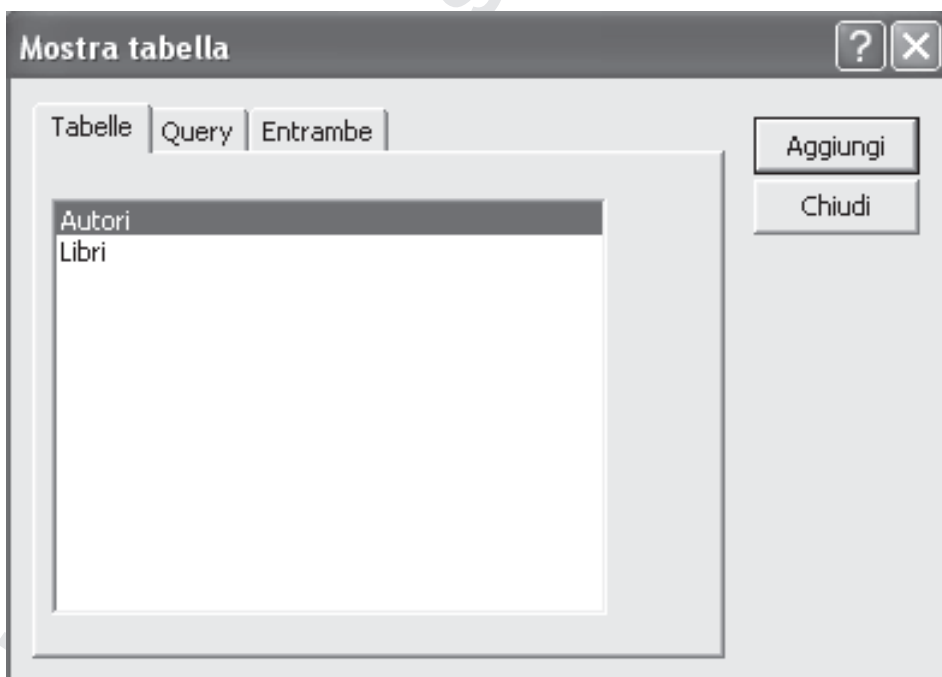 Mostra tabella
Tabelle Query Entrambe
Aggiungi
Chiudi
Autori
Libri